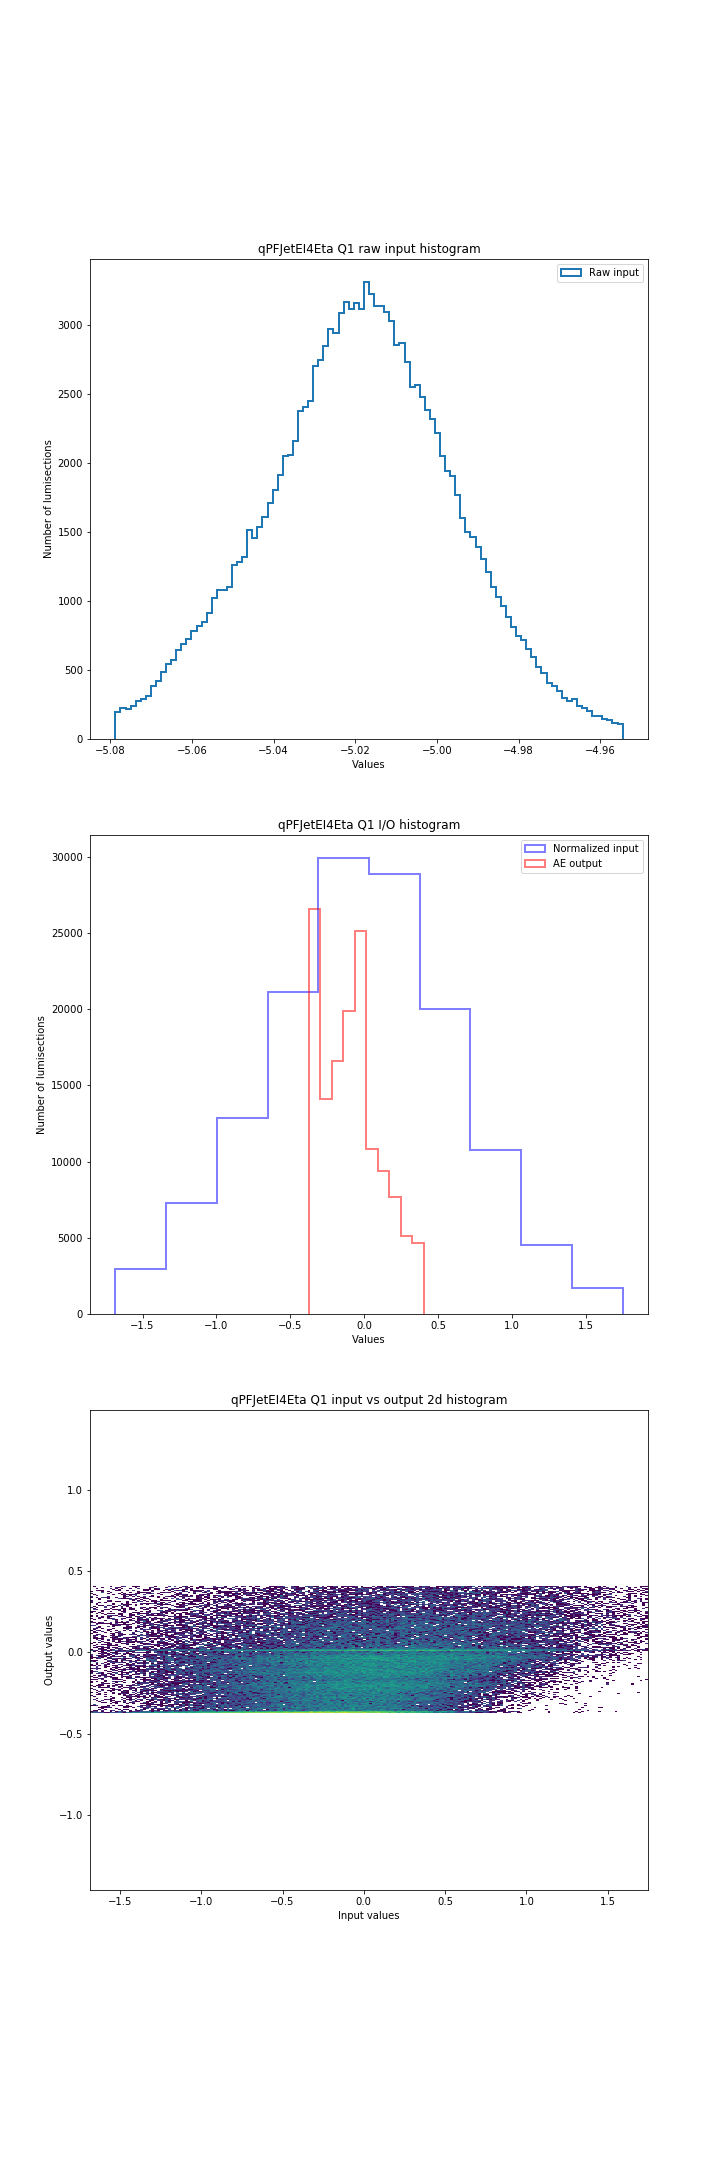 qPFJetEI4Eta Q1 raw input histogram
Raw input
Number of lumisections
3000
2500
2000
1500
1000
500
0
−5.08 −5.06 −5.04 −5.02 −5.00 −4.98 −4.96
Values
qPFJetEI4Eta Q1 I/O histogram
Normalized input
AE output
Number of lumisections
30000
25000
20000
15000
10000
5000
0
−1.5 −1.0 −0.5 0.0 0.5 1.0 1.5
Values
qPFJetEI4Eta Q1 input vs output 2d histogram
Output values
1.0
0.5
0.0
−0.5
−1.0
−1.5 −1.0 −0.5 0.0 0.5 1.0 1.5
Input values